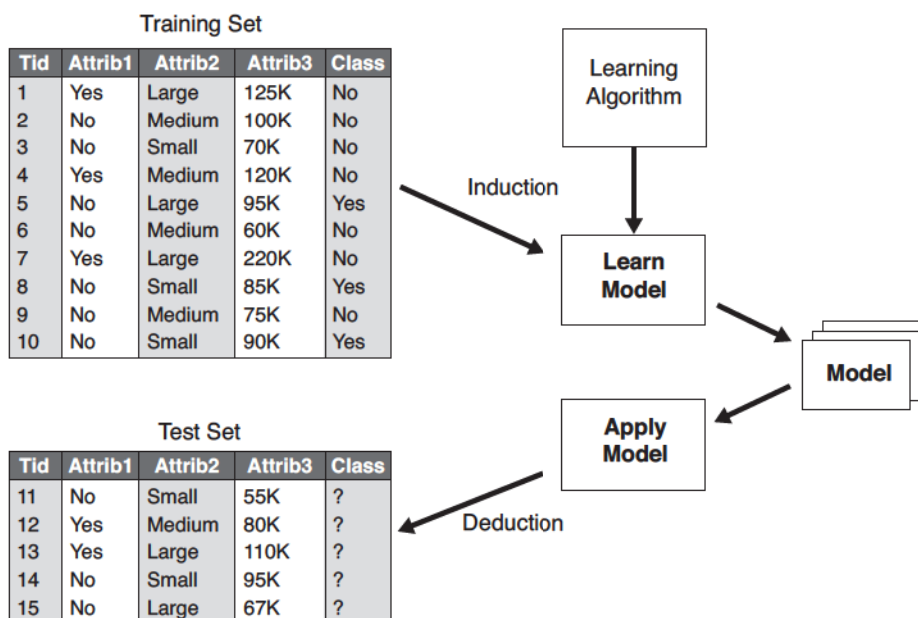 Training Set
Tid Attrib1 Attrib2 Attrib3 Class
1 Yes Large 125K No
2 No Medium 100K No
3 No Small 70K No
4 Yes Medium 120K No
5 No Large 95K Yes
6 No Medium 60K No
7 Yes Large 220K No
8 No Small 85K Yes
9 No Medium 75K No
10 No Small 90K Yes
Learning
Algorithm
Induction
Learn
Model
Model
Apply
Model
Deduction
Test Set
Tid Attrib1 Attrib2 Attrib3 Class
11 No Small 55K ?
12 Yes Medium 80K ?
13 Yes Large 110K ?
14 No Small 95K ?
15 No Large 67K ?